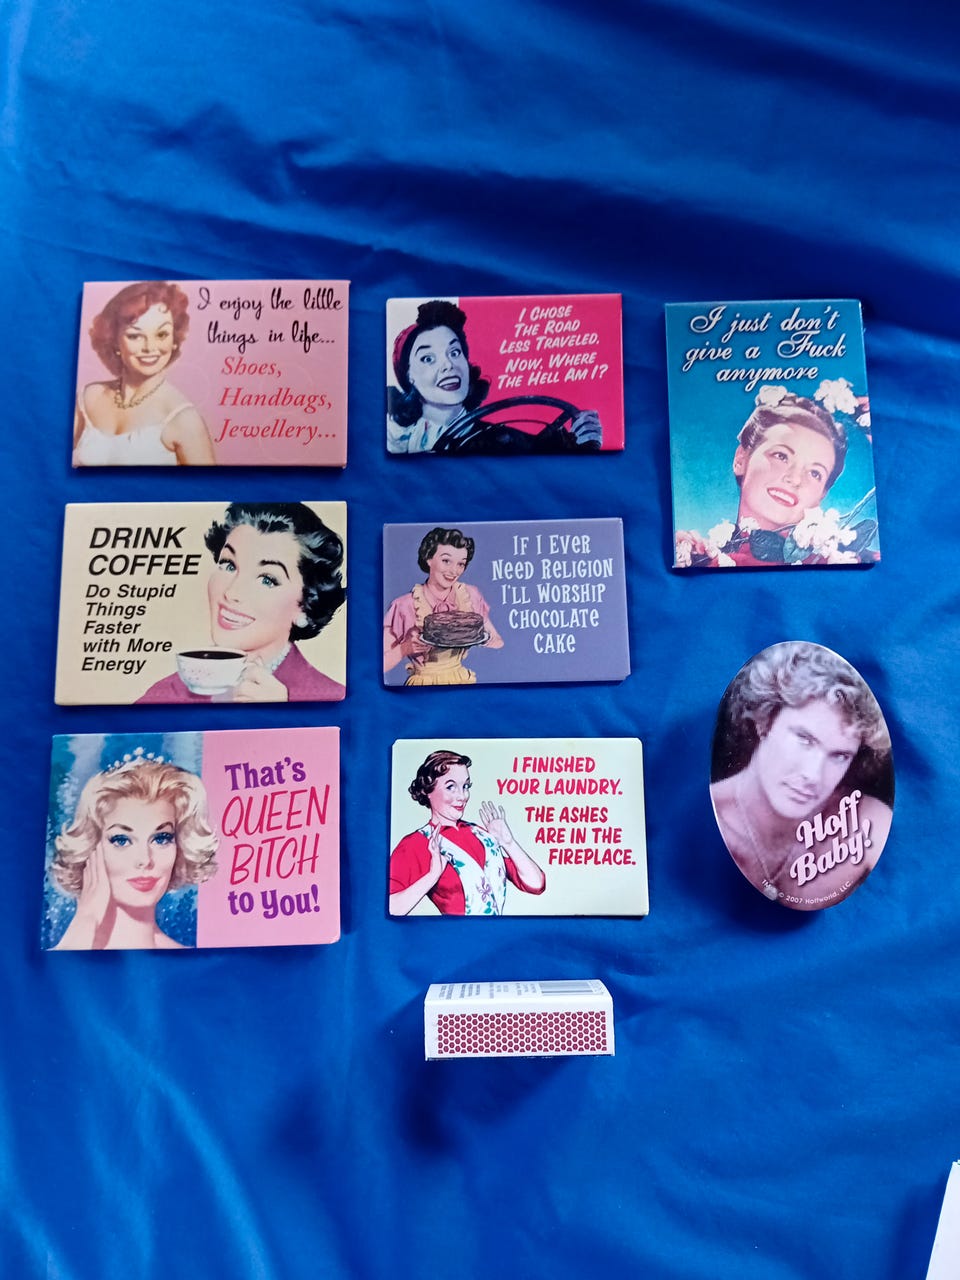 I enjoy the little
things in life...
Shoes,
Handbags,
Jewellery...
I CHOSE
THE ROAD
LESS TRAVELED.
NOW, WHERE
THE HELL AM I?
I just don't
give a Fuck
anymore
DRINK
COFFEE
Do Stupid
Things
Faster
with More
Energy
IF I EVER
NEED RELIGION
I'LL WORSHIP
CHOCOLATE
CAKE
That's
QUEEN
BITCH
to you!
I FINISHED
YOUR LAUNDRY.
THE ASHES
ARE IN THE
FIREPLACE.
Hoff
Baby!
© 2007 Hoffworld, LLC.